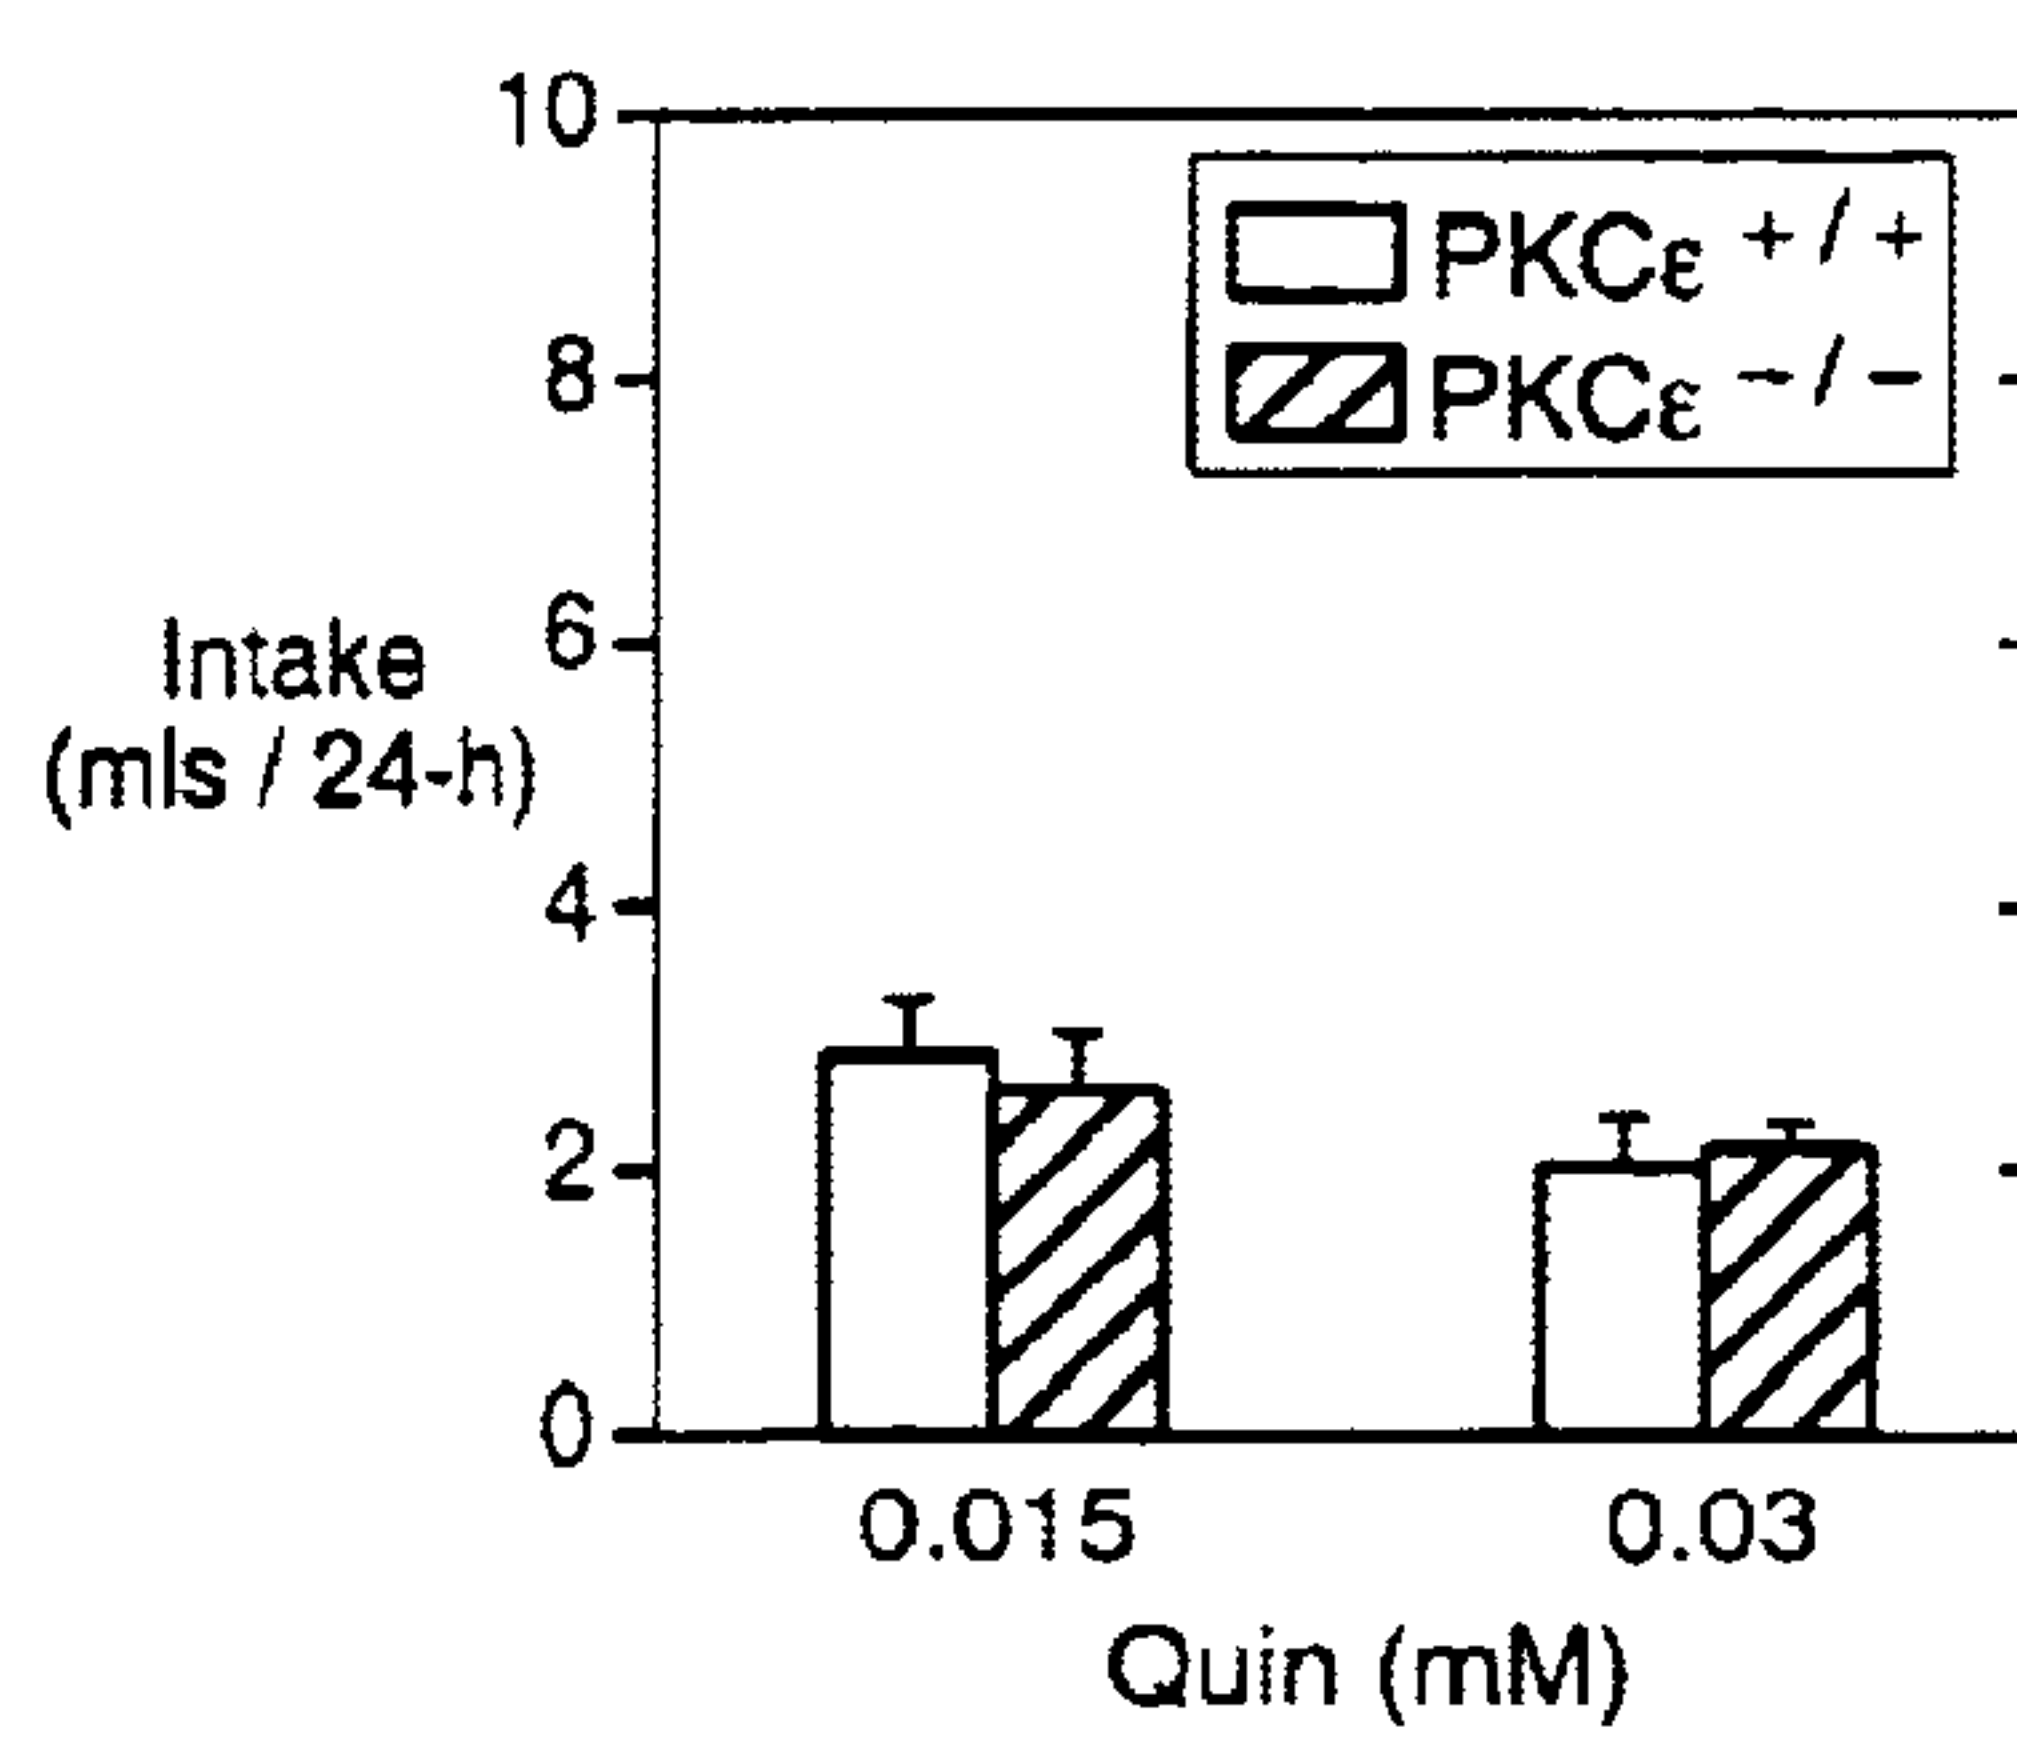 10
PKCε +/+
PKCε -/-
8
6
Intake
(mls / 24-h)
4
2
0
0.015
0.03
Quin (mM)